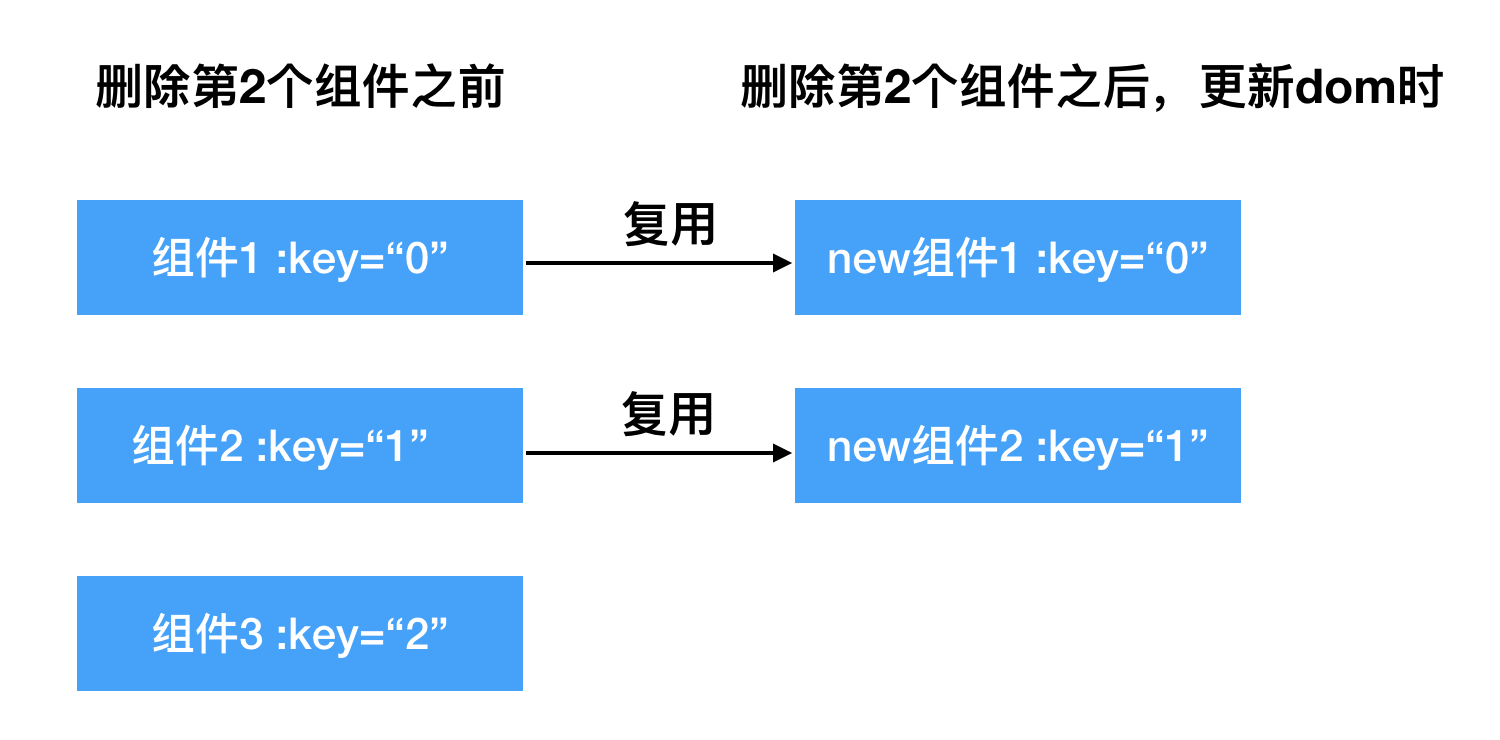 删除第2个组件之前
删除第2个组件之后，更新dom时
组件1 :key=“0”
复用
new组件1 :key=“0”
组件2 :key=“1”
复用
new组件2 :key=“1”
组件3 :key=“2”